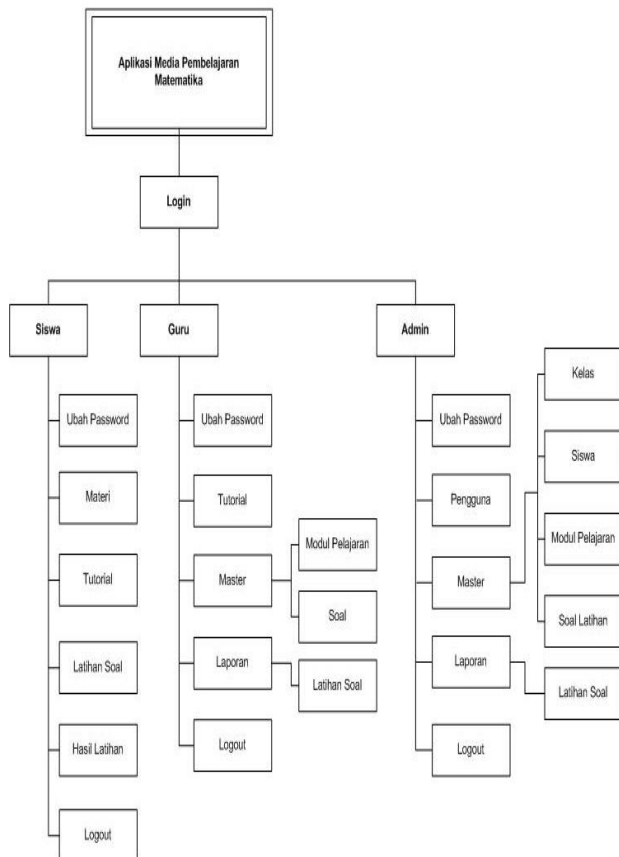 Aplikasi Media Pembelajaran
Matematika
Login
Siswa
Guru
Admin
Ubah Password
Materi
Tutorial
Latihan Soal
Hasil Latihan
Logout
Ubah Password
Tutorial
Master
Modul Pelajaran
Soal
Laporan
Latihan Soal
Logout
Ubah Password
Pengguna
Master
Kelas
Siswa
Modul Pelajaran
Soal Latihan
Laporan
Latihan Soal
Logout